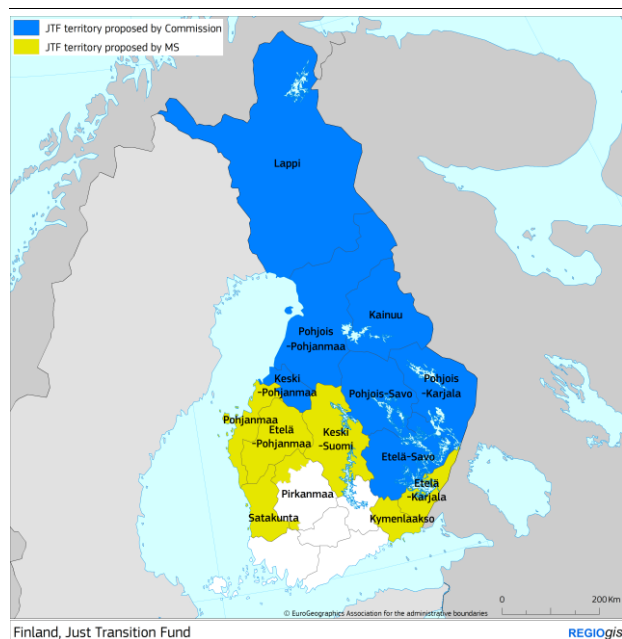 JTF territory proposed by Commission
JTF territory proposed by MS
Lappi
Kainuu
Pohjois
-Pohjanmaa
Keski
-Pohjanmaa
Pohjois-Savo
Pohjois
-Karjala
Pohjanmaa
Etelä
-Pohjanmaa
Keski
-Suomi
Etelä-Savo
Etelä
-Karjala
Pirkanmaa
Satakunta
Kymenlaakso
0
200 Km
© EuroGeographics Association for the administrative boundaries
Finland, Just Transition Fund
REGIOgis